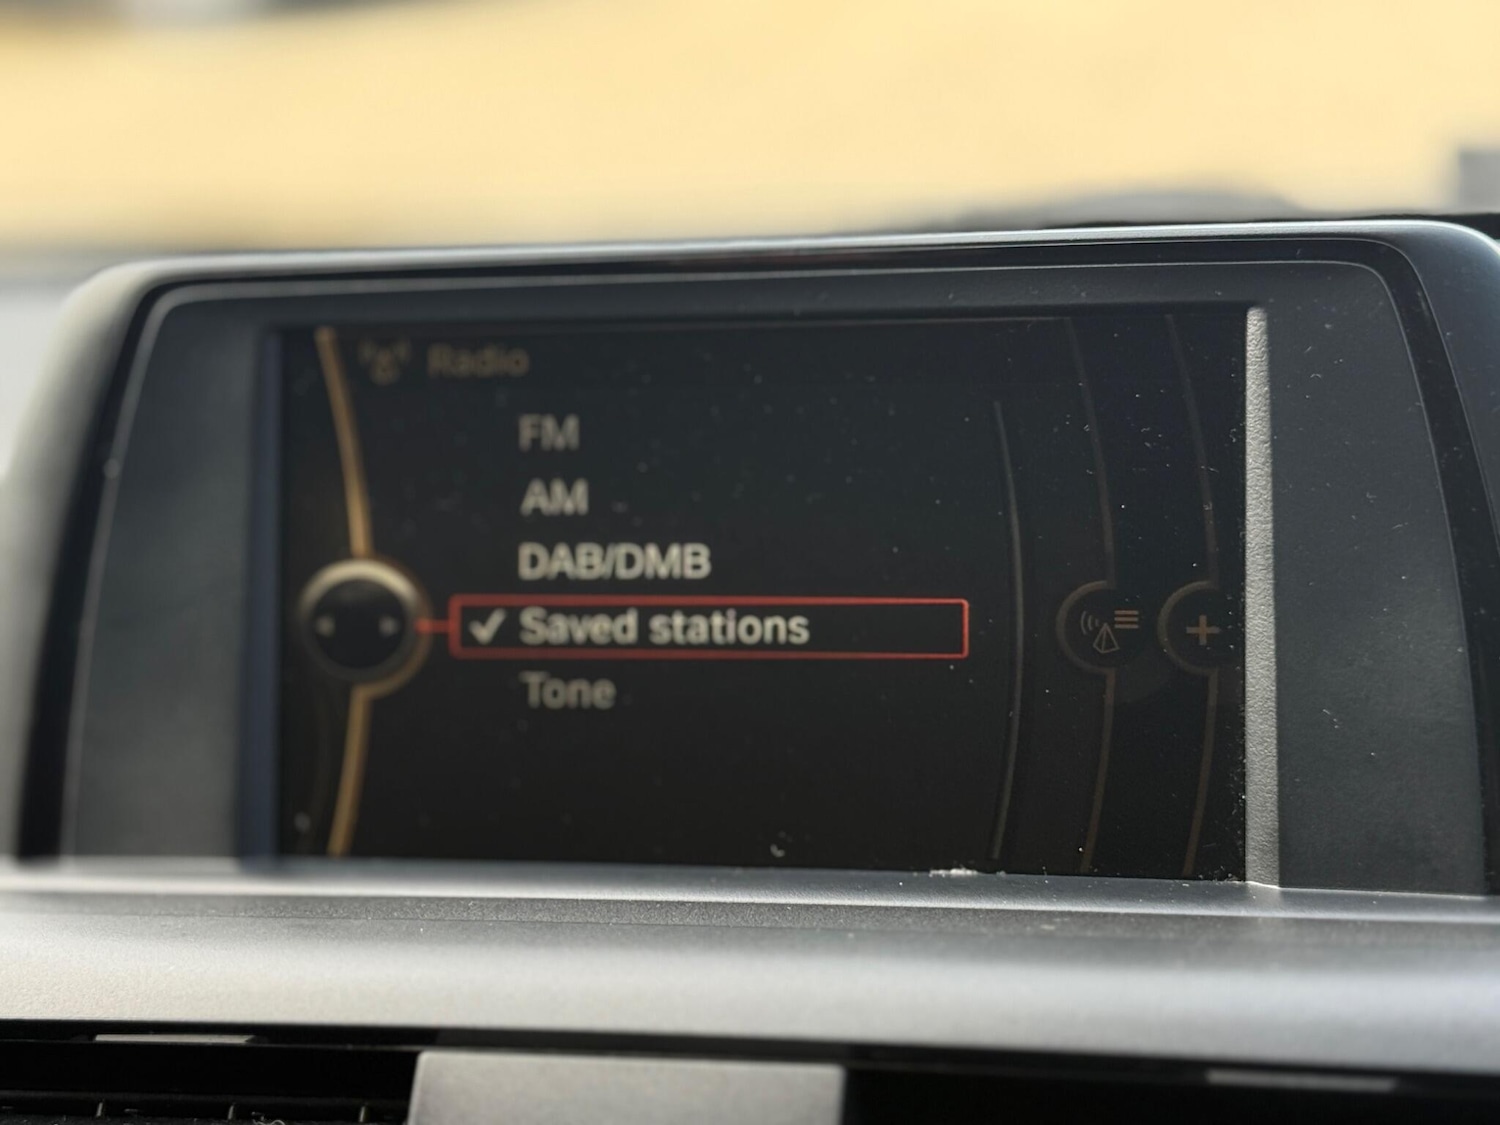 Radio
FM
AM
DAB/DMB
✓ Saved stations
Tone